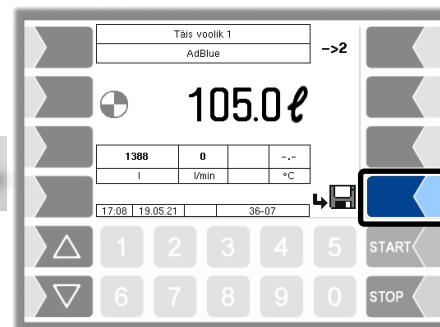 Täis voolik 1
AdBlue
->2
105.0 ℓ
1388 0 -.-
l l/min °C
17:08 19.05.21 36-07
1 2 3 4 5 START
6 7 8 9 0 STOP